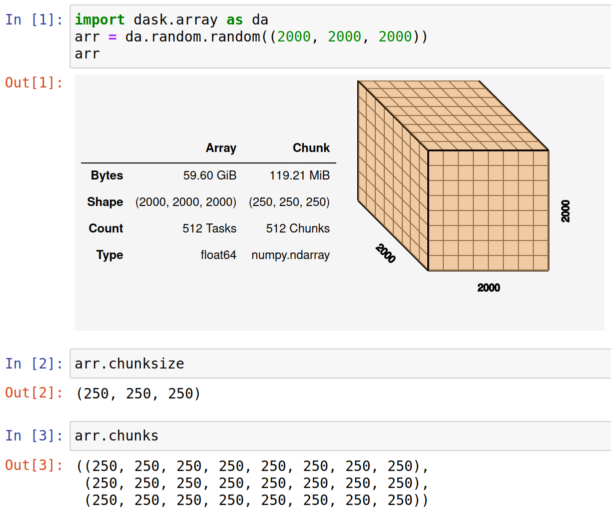 In [1]: import dask.array as da
arr = da.random.random((2000, 2000, 2000))
arr
Out[1]:
Array Chunk
Bytes 59.60 GiB 119.21 MiB
Shape (2000, 2000, 2000) (250, 250, 250)
Count 512 Tasks 512 Chunks
Type float64 numpy.ndarray
2000
2000
2000
In [2]: arr.chunksize
Out[2]: (250, 250, 250)
In [3]: arr.chunks
Out[3]: ((250, 250, 250, 250, 250, 250, 250, 250),
(250, 250, 250, 250, 250, 250, 250, 250),
(250, 250, 250, 250, 250, 250, 250, 250))